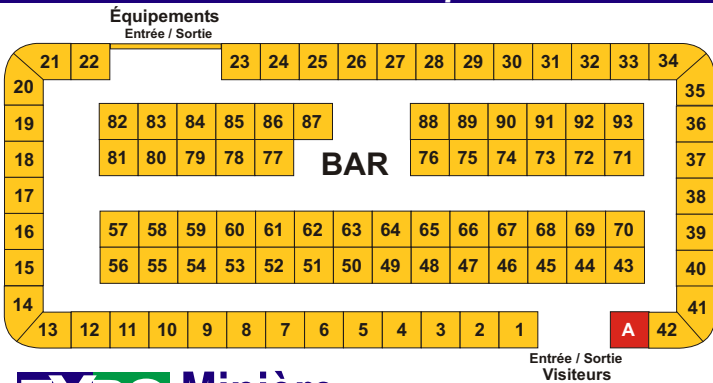 Équipements
Entrée / Sortie
21 22 23 24 25 26 27 28 29 30 31 32 33 34
20 35
19 82 83 84 85 86 87 88 89 90 91 92 93 36
18 81 80 79 78 77 BAR 76 75 74 73 72 71 37
17 38
16 57 58 59 60 61 62 63 64 65 66 67 68 69 70 39
15 56 55 54 53 52 51 50 49 48 47 46 45 44 43 40
14 41
13 12 11 10 9 8 7 6 5 4 3 2 1 A 42
Entrée / Sortie
Visiteurs